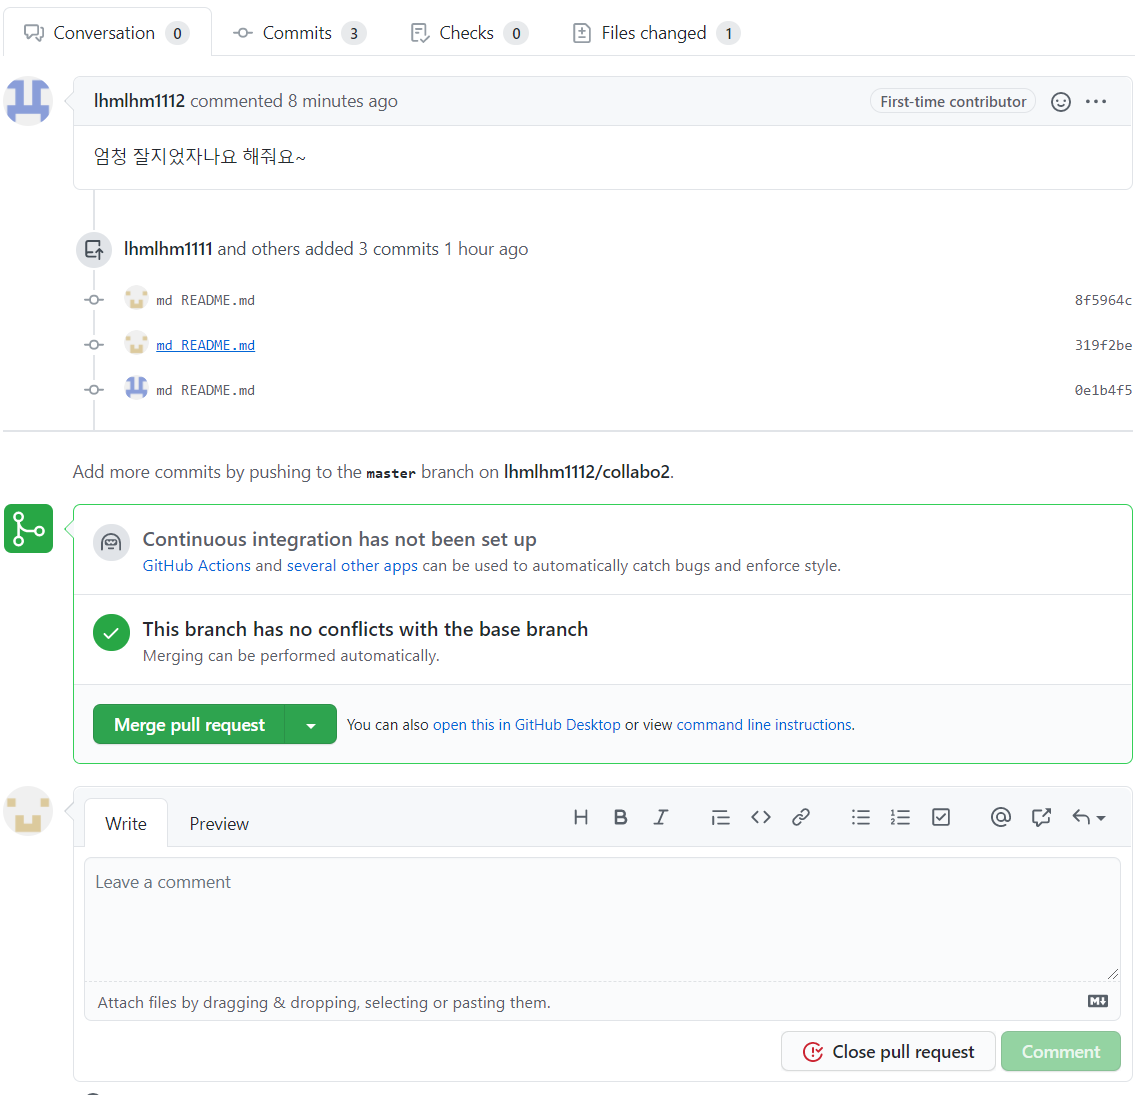 Conversation 0 Commits 3 Checks 0 Files changed 1
lhmlhm1112 commented 8 minutes ago First-time contributor
엄청 잘지었자나요 해줘요~
lhmlhm1111 and others added 3 commits 1 hour ago
md README.md 8f5964c
md README.md 319f2be
md README.md 0e1b4f5
Add more commits by pushing to the master branch on lhmlhm1112/collabo2.
Continuous integration has not been set up
GitHub Actions and several other apps can be used to automatically catch bugs and enforce style.
This branch has no conflicts with the base branch
Merging can be performed automatically.
Merge pull request You can also open this in GitHub Desktop or view command line instructions.
Write Preview
Leave a comment
Attach files by dragging & dropping, selecting or pasting them.
Close pull request Comment